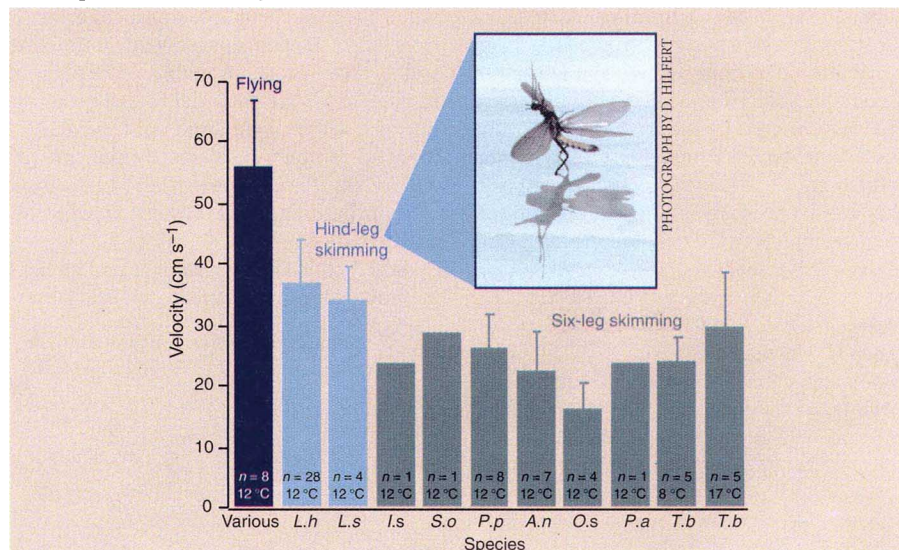 70
60
50
40
30
20
10
0
Velocity (cm s⁻¹)
Flying
Hind-leg
skimming
Six-leg skimming
PHOTOGRAPH BY D. HILFERT
n = 8 n = 28 n = 4 n = 1 n = 1 n = 8 n = 7 n = 4 n = 1 n = 5 n = 5
12 °C 12 °C 12 °C 12 °C 12 °C 12 °C 12 °C 12 °C 12 °C 8 °C 17 °C
Various L.h L.s I.s S.o P.p A.n O.s P.a T.b T.b
Species